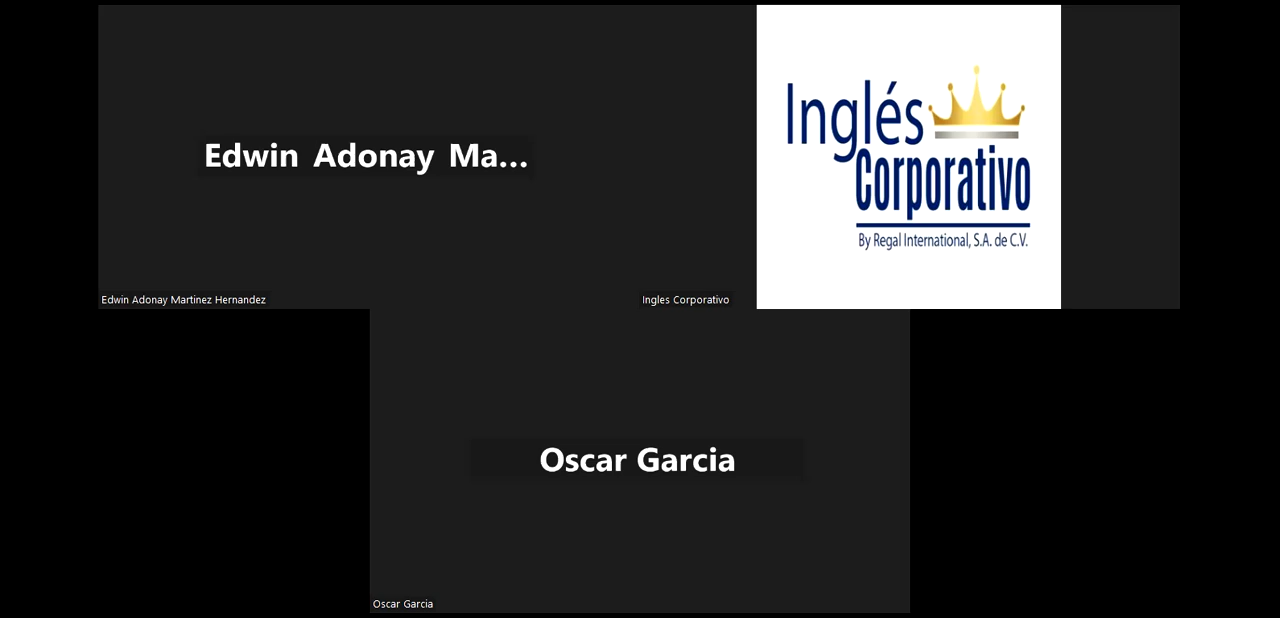 Edwin Adonay Ma...
Edwin Adonay Martinez Hernandez
Inglés
Corporativo
By Regal International, S.A. de C.V.
Ingles Corporativo
Oscar Garcia
Oscar Garcia